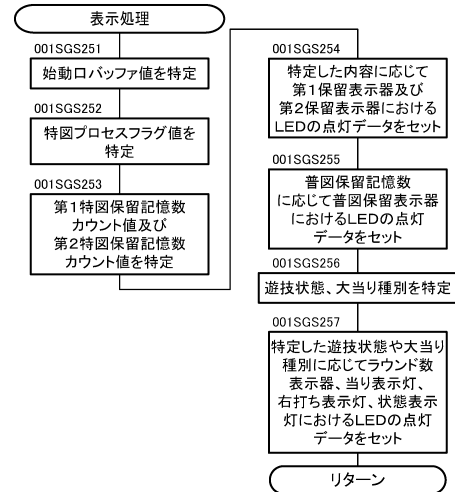 表示処理
001SGS251
始動口バッファ値を特定
001SGS252
特図プロセスフラグ値を
特定
001SGS253
第1特図保留記憶数
カウント値及び
第2特図保留記憶数
カウント値を特定
001SGS254
特定した内容に応じて
第1保留表示器及び
第2保留表示器における
LEDの点灯データをセット
001SGS255
普図保留記憶数
に応じて普図保留表示器
におけるLEDの点灯
データをセット
001SGS256
遊技状態、大当り種別を特定
001SGS257
特定した遊技状態や大当り
種別に応じてラウンド数
表示器、当り表示灯、
右打ち表示灯、状態表示
灯におけるLEDの点灯
データをセット
リターン